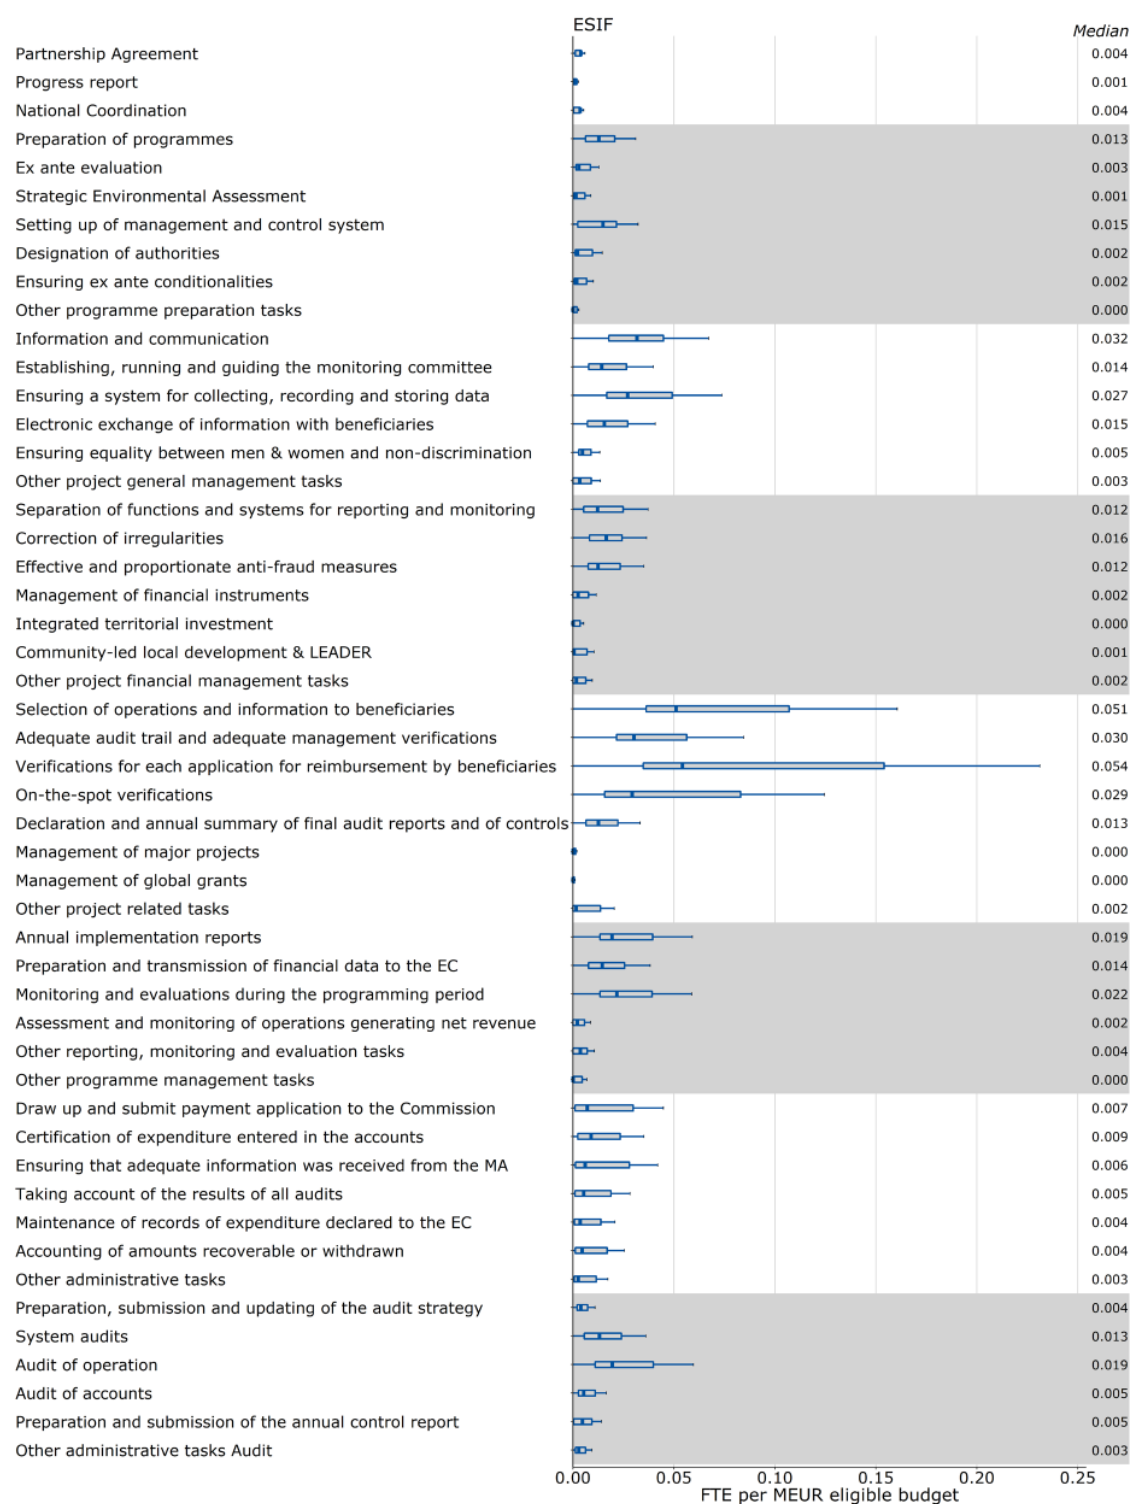 ESIF
Median
Partnership Agreement 0.004
Progress report 0.001
National Coordination 0.004
Preparation of programmes 0.013
Ex ante evaluation 0.003
Strategic Environmental Assessment 0.001
Setting up of management and control system 0.015
Designation of authorities 0.002
Ensuring ex ante conditionalities 0.002
Other programme preparation tasks 0.000
Information and communication 0.032
Establishing, running and guiding the monitoring committee 0.014
Ensuring a system for collecting, recording and storing data 0.027
Electronic exchange of information with beneficiaries 0.015
Ensuring equality between men & women and non-discrimination 0.005
Other project general management tasks 0.003
Separation of functions and systems for reporting and monitoring 0.012
Correction of irregularities 0.016
Effective and proportionate anti-fraud measures 0.012
Management of financial instruments 0.002
Integrated territorial investment 0.000
Community-led local development & LEADER 0.001
Other project financial management tasks 0.002
Selection of operations and information to beneficiaries 0.051
Adequate audit trail and adequate management verifications 0.030
Verifications for each application for reimbursement by beneficiaries 0.054
On-the-spot verifications 0.029
Declaration and annual summary of final audit reports and of controls 0.013
Management of major projects 0.000
Management of global grants 0.000
Other project related tasks 0.002
Annual implementation reports 0.019
Preparation and transmission of financial data to the EC 0.014
Monitoring and evaluations during the programming period 0.022
Assessment and monitoring of operations generating net revenue 0.002
Other reporting, monitoring and evaluation tasks 0.004
Other programme management tasks 0.000
Draw up and submit payment application to the Commission 0.007
Certification of expenditure entered in the accounts 0.009
Ensuring that adequate information was received from the MA 0.006
Taking account of the results of all audits 0.005
Maintenance of records of expenditure declared to the EC 0.004
Accounting of amounts recoverable or withdrawn 0.004
Other administrative tasks 0.003
Preparation, submission and updating of the audit strategy 0.004
System audits 0.013
Audit of operation 0.019
Audit of accounts 0.005
Preparation and submission of the annual control report 0.005
Other administrative tasks Audit 0.003
0.00 0.05 0.10 0.15 0.20 0.25
FTE per MEUR eligible budget